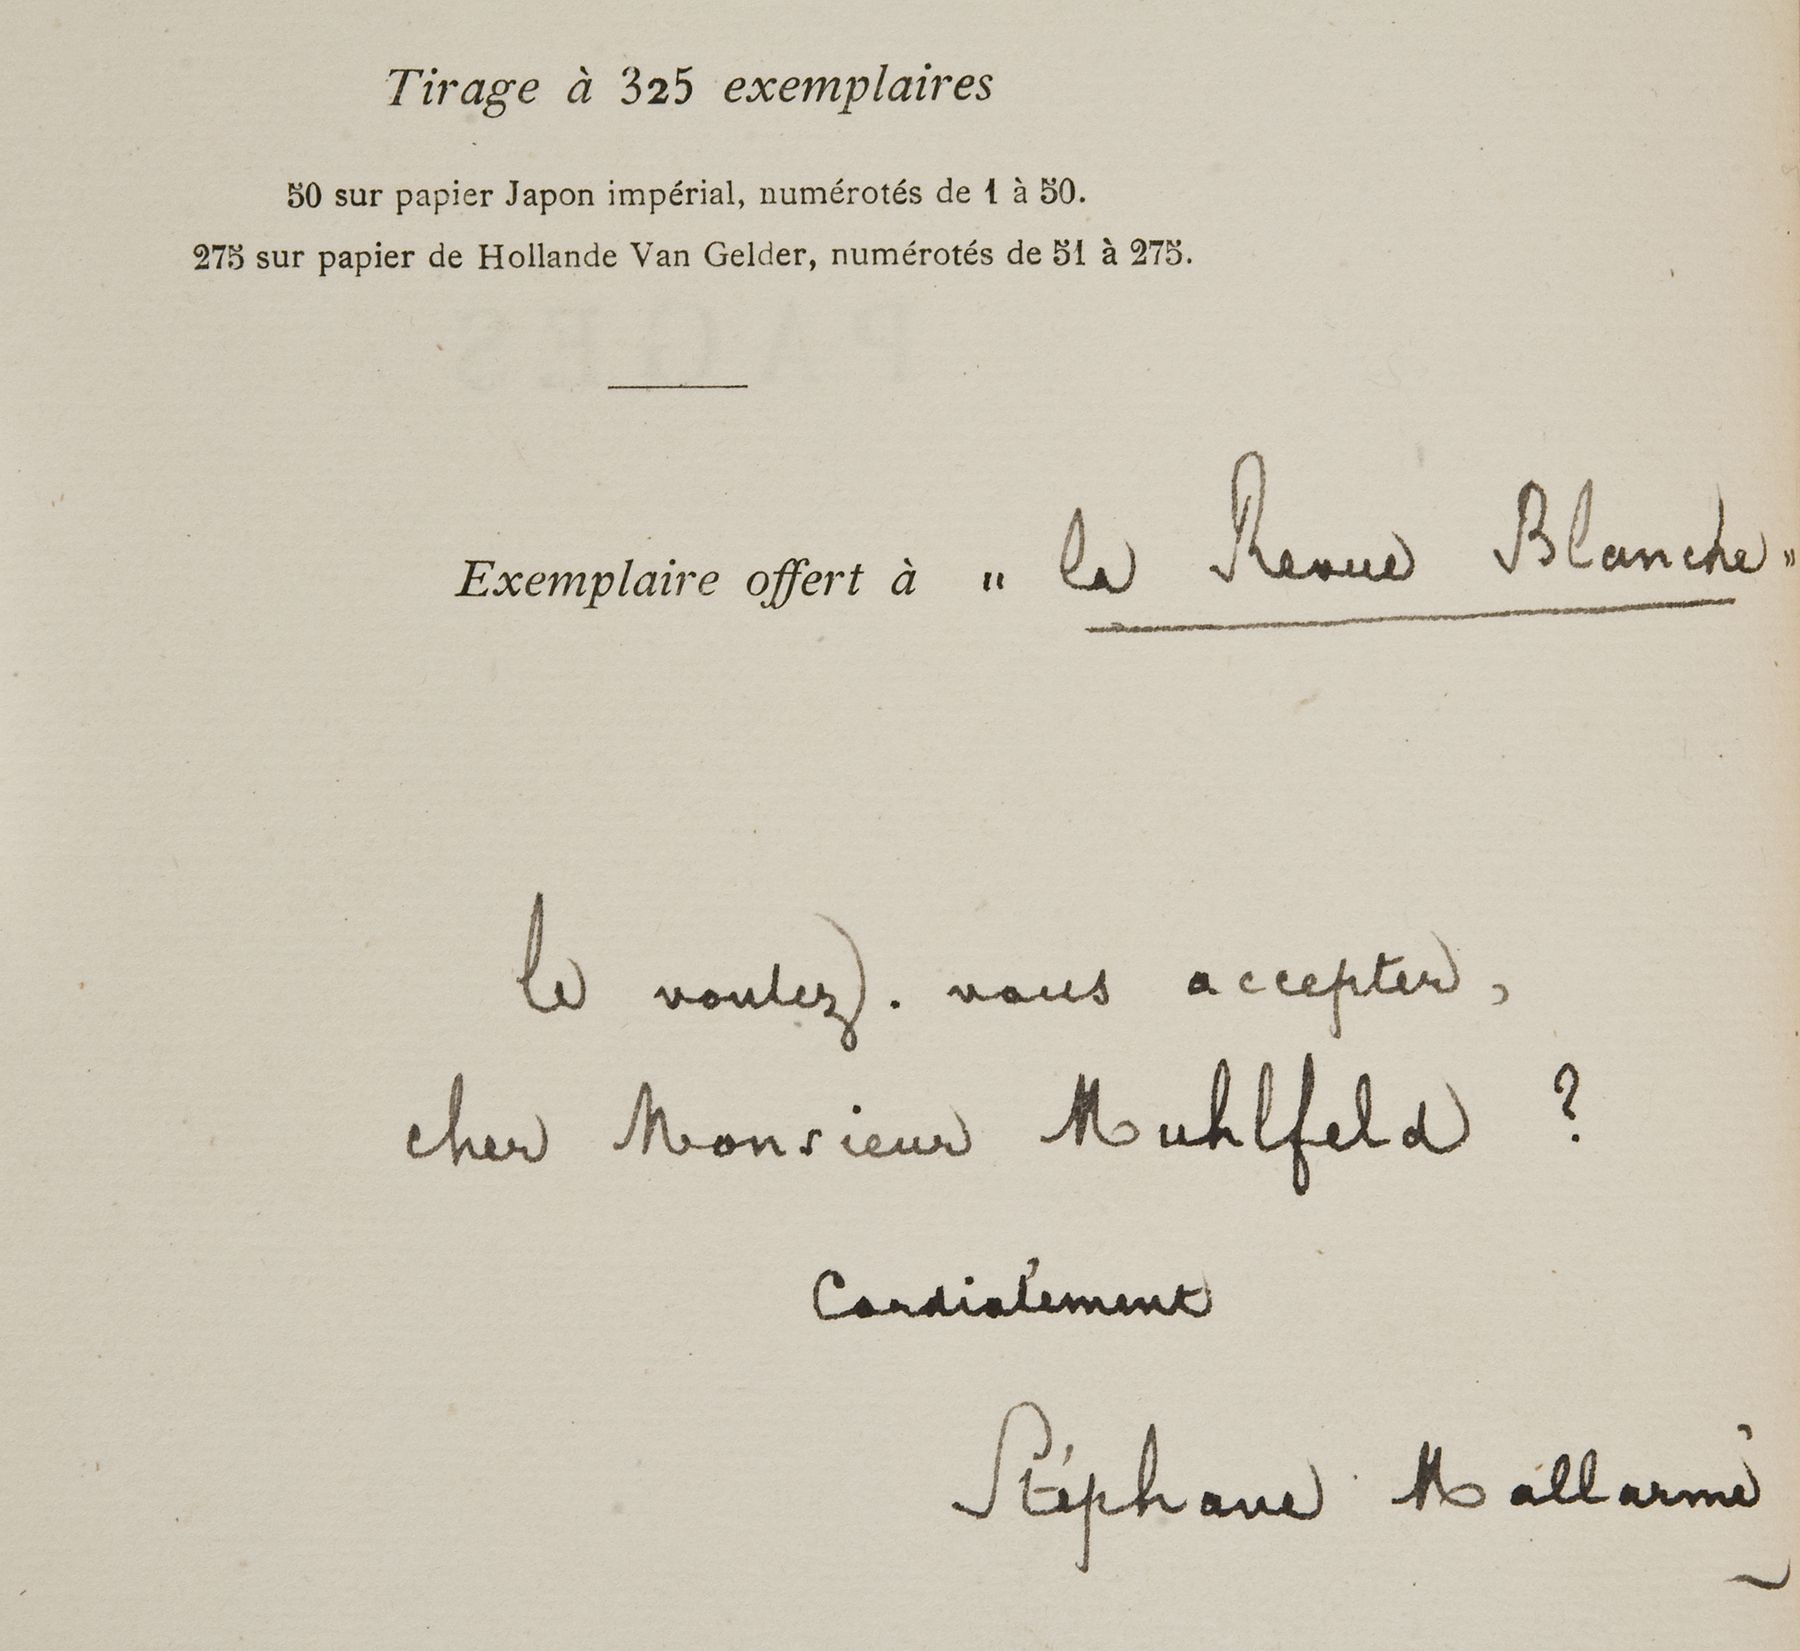 Tirage à 325 exemplaires
50 sur papier Japon impérial, numérotés de 1 à 50.
275 sur papier de Hollande Van Gelder, numérotés de 51 à 275.
PAGES
Exemplaire offert à " la Revue Blanche "
le voulez-vous accepter,
cher Monsieur Muhlfeld ?
Cordialement
Stéphane Mallarmé